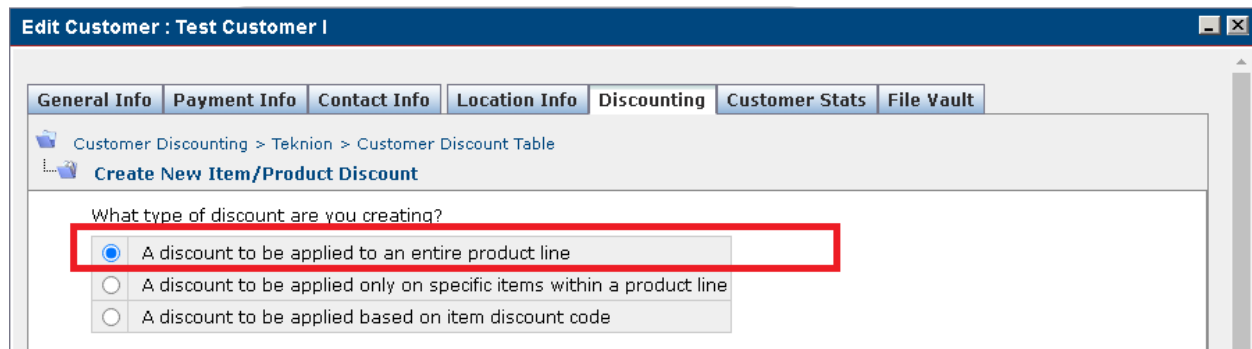 Edit Customer : Test Customer I
General Info Payment Info Contact Info Location Info Discounting Customer Stats File Vault
Customer Discounting > Teknion > Customer Discount Table
Create New Item/Product Discount
What type of discount are you creating?
A discount to be applied to an entire product line
A discount to be applied only on specific items within a product line
A discount to be applied based on item discount code